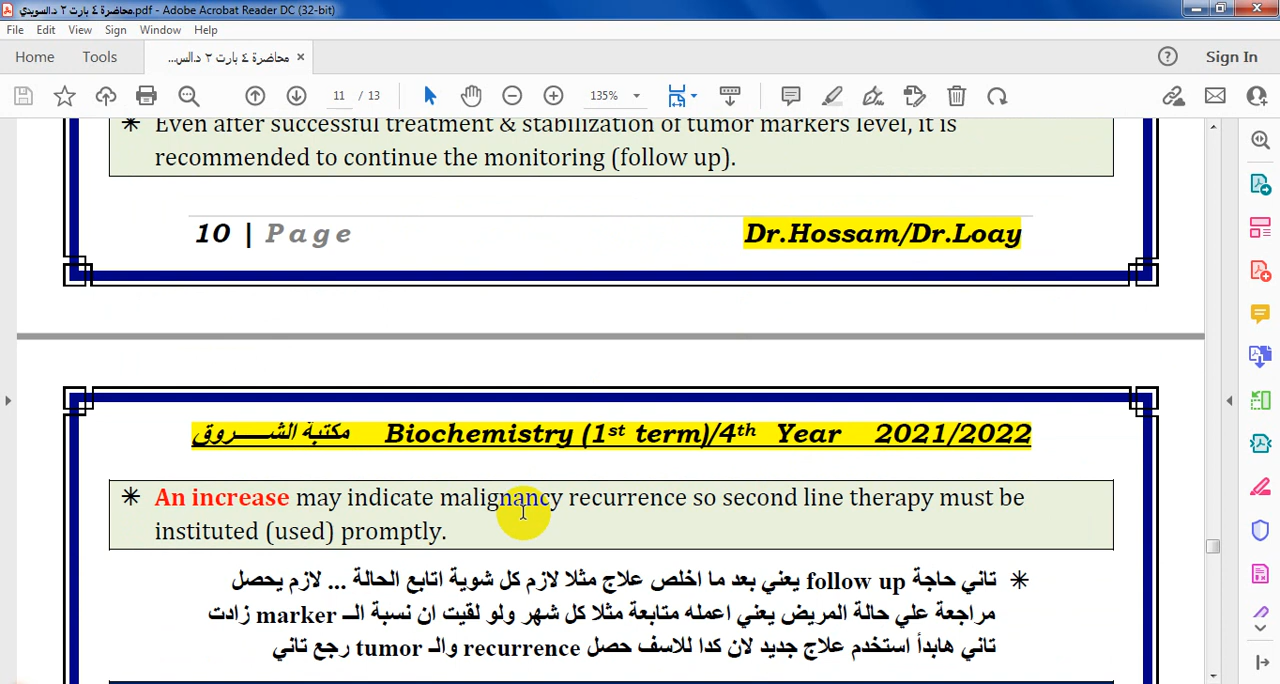 محاضرة ٤ بارت ٢ د.السويدي.pdf - Adobe Acrobat Reader DC (32-bit)
File Edit View Sign Window Help
Home Tools محاضرة ٤ بارت ٢ د.الس... × Sign In
11 / 13 135%
Even after successful treatment & stabilization of tumor markers level, it is
recommended to continue the monitoring (follow up).
10 | Page Dr.Hossam/Dr.Loay
مكتبة الشـــــروق Biochemistry (1st term)/4th Year 2021/2022
An increase may indicate malignancy recurrence so second line therapy must be
instituted (used) promptly.
تاني حاجة follow up يعني بعد ما اخلص علاج مثلا لازم كل شوية اتابع الحالة ... لازم يحصل
مراجعة علي حالة المريض يعني اعمله متابعة مثلا كل شهر ولو لقيت ان نسبة الـ marker زادت
تاني هابدأ استخدم علاج جديد لان كدا للاسف حصل recurrence والـ tumor رجع تاني